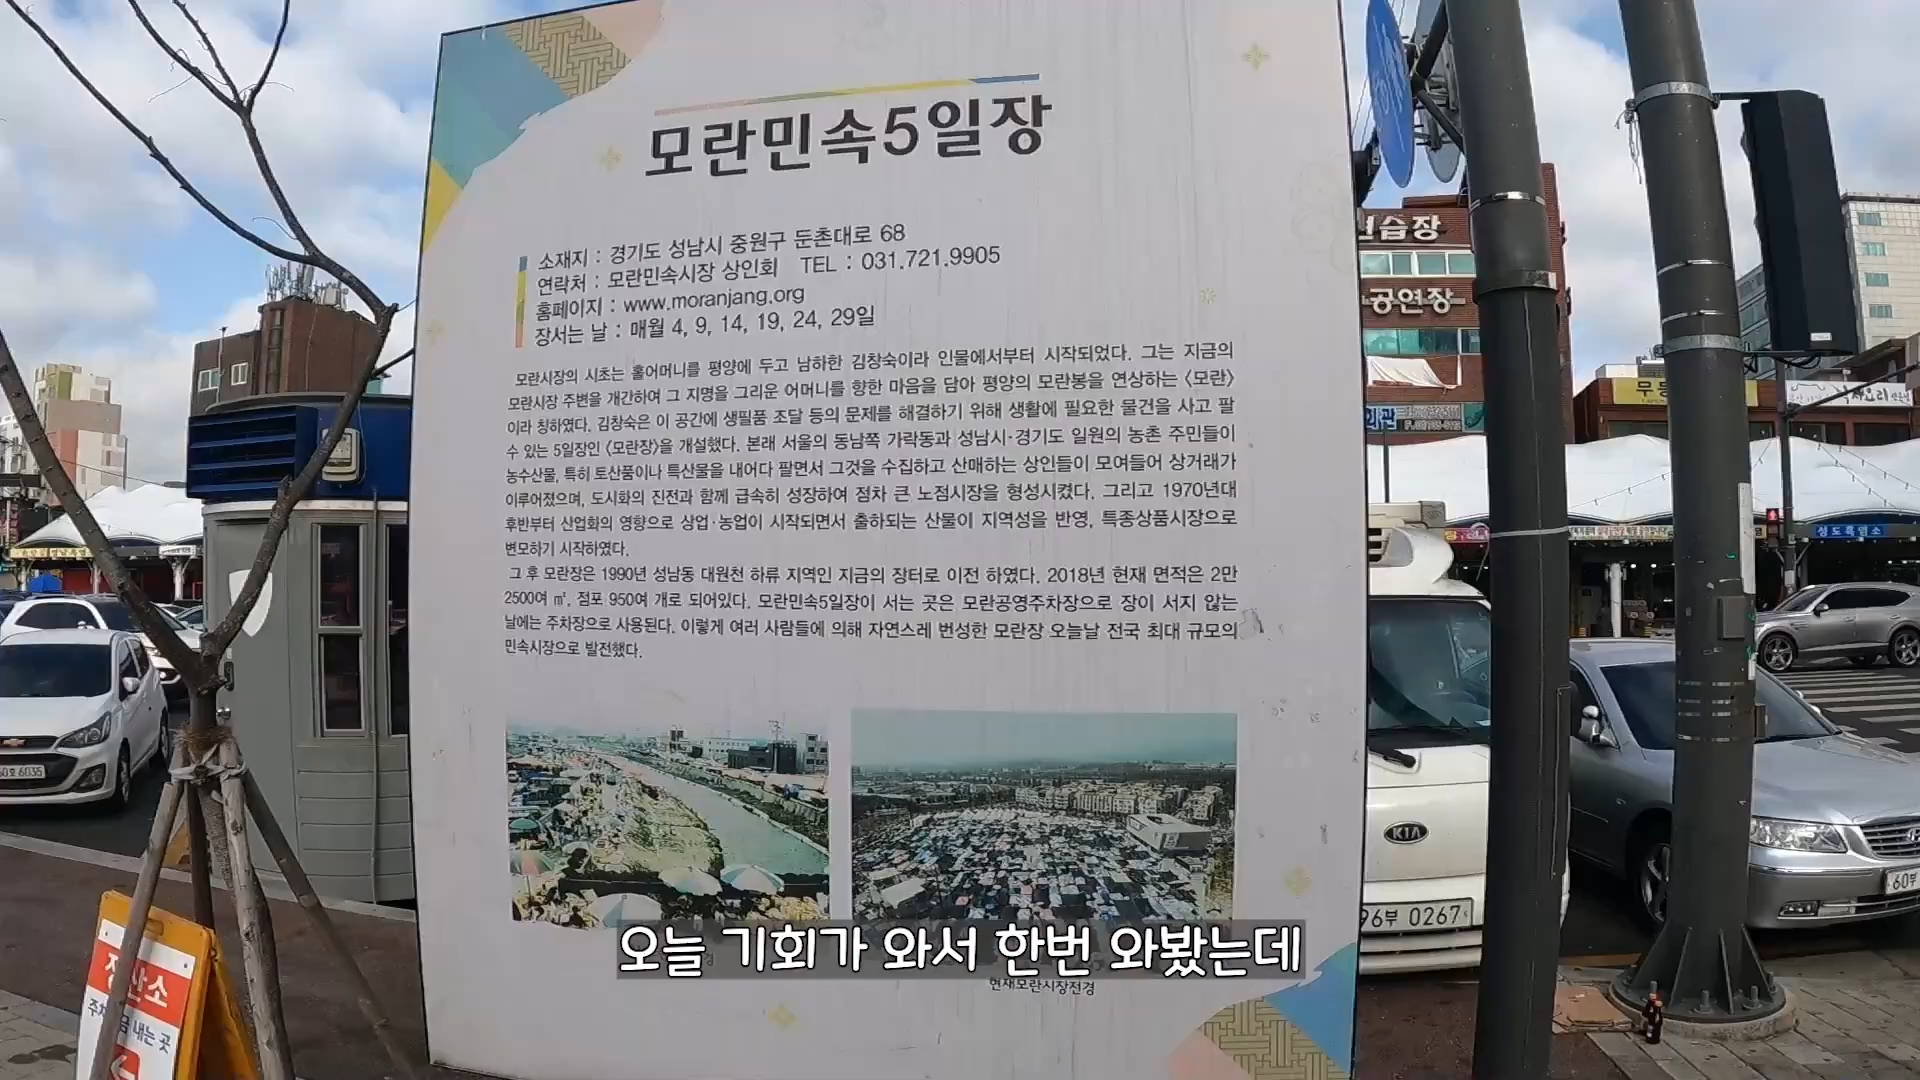 모란민속5일장
소재지 : 경기도 성남시 중원구 둔촌대로 68
연락처 : 모란민속시장 상인회 TEL : 031.721.9905
홈페이지 : www.moranjang.org
장서는 날 : 매월 4, 9, 14, 19, 24, 29일
모란시장의 시초는 홀어머니를 평양에 두고 남하한 김창숙이라 인물에서부터 시작되었다. 그는 지금의
모란시장 주변을 개간하여 그 지명을 그리운 어머니를 향한 마음을 담아 평양의 모란봉을 연상하는 〈모란〉
이라 칭하였다. 김창숙은 이 공간에 생필품 조달 등의 문제를 해결하기 위해 생활에 필요한 물건을 사고 팔
수 있는 5일장인 〈모란장〉을 개설했다. 본래 서울의 동남쪽 가락동과 성남시·경기도 일원의 농촌 주민들이
농수산물, 특히 토산품이나 특산물을 내어다 팔면서 그것을 수집하고 산매하는 상인들이 모여들어 상거래가
이루어졌으며, 도시화의 진전과 함께 급속히 성장하여 점차 큰 노점시장을 형성시켰다. 그리고 1970년대
후반부터 산업화의 영향으로 상업·농업이 시작되면서 출하되는 산물이 지역성을 반영, 특종상품시장으로
변모하기 시작하였다.
그 후 모란장은 1990년 성남동 대원천 하류 지역인 지금의 장터로 이전 하였다. 2018년 현재 면적은 2만
2500여 ㎡, 점포 950여 개로 되어있다. 모란민속5일장이 서는 곳은 모란공영주차장으로 장이 서지 않는
날에는 주차장으로 사용된다. 이렇게 여러 사람들에 의해 자연스레 번성한 모란장 오늘날 전국 최대 규모의
민속시장으로 발전했다.
현재모란시장전경
오늘 기회가 와서 한번 와봤는데
습장
공연장
성도흑염소
KIA
96부 0267
60부
6035
정산소
내는 곳